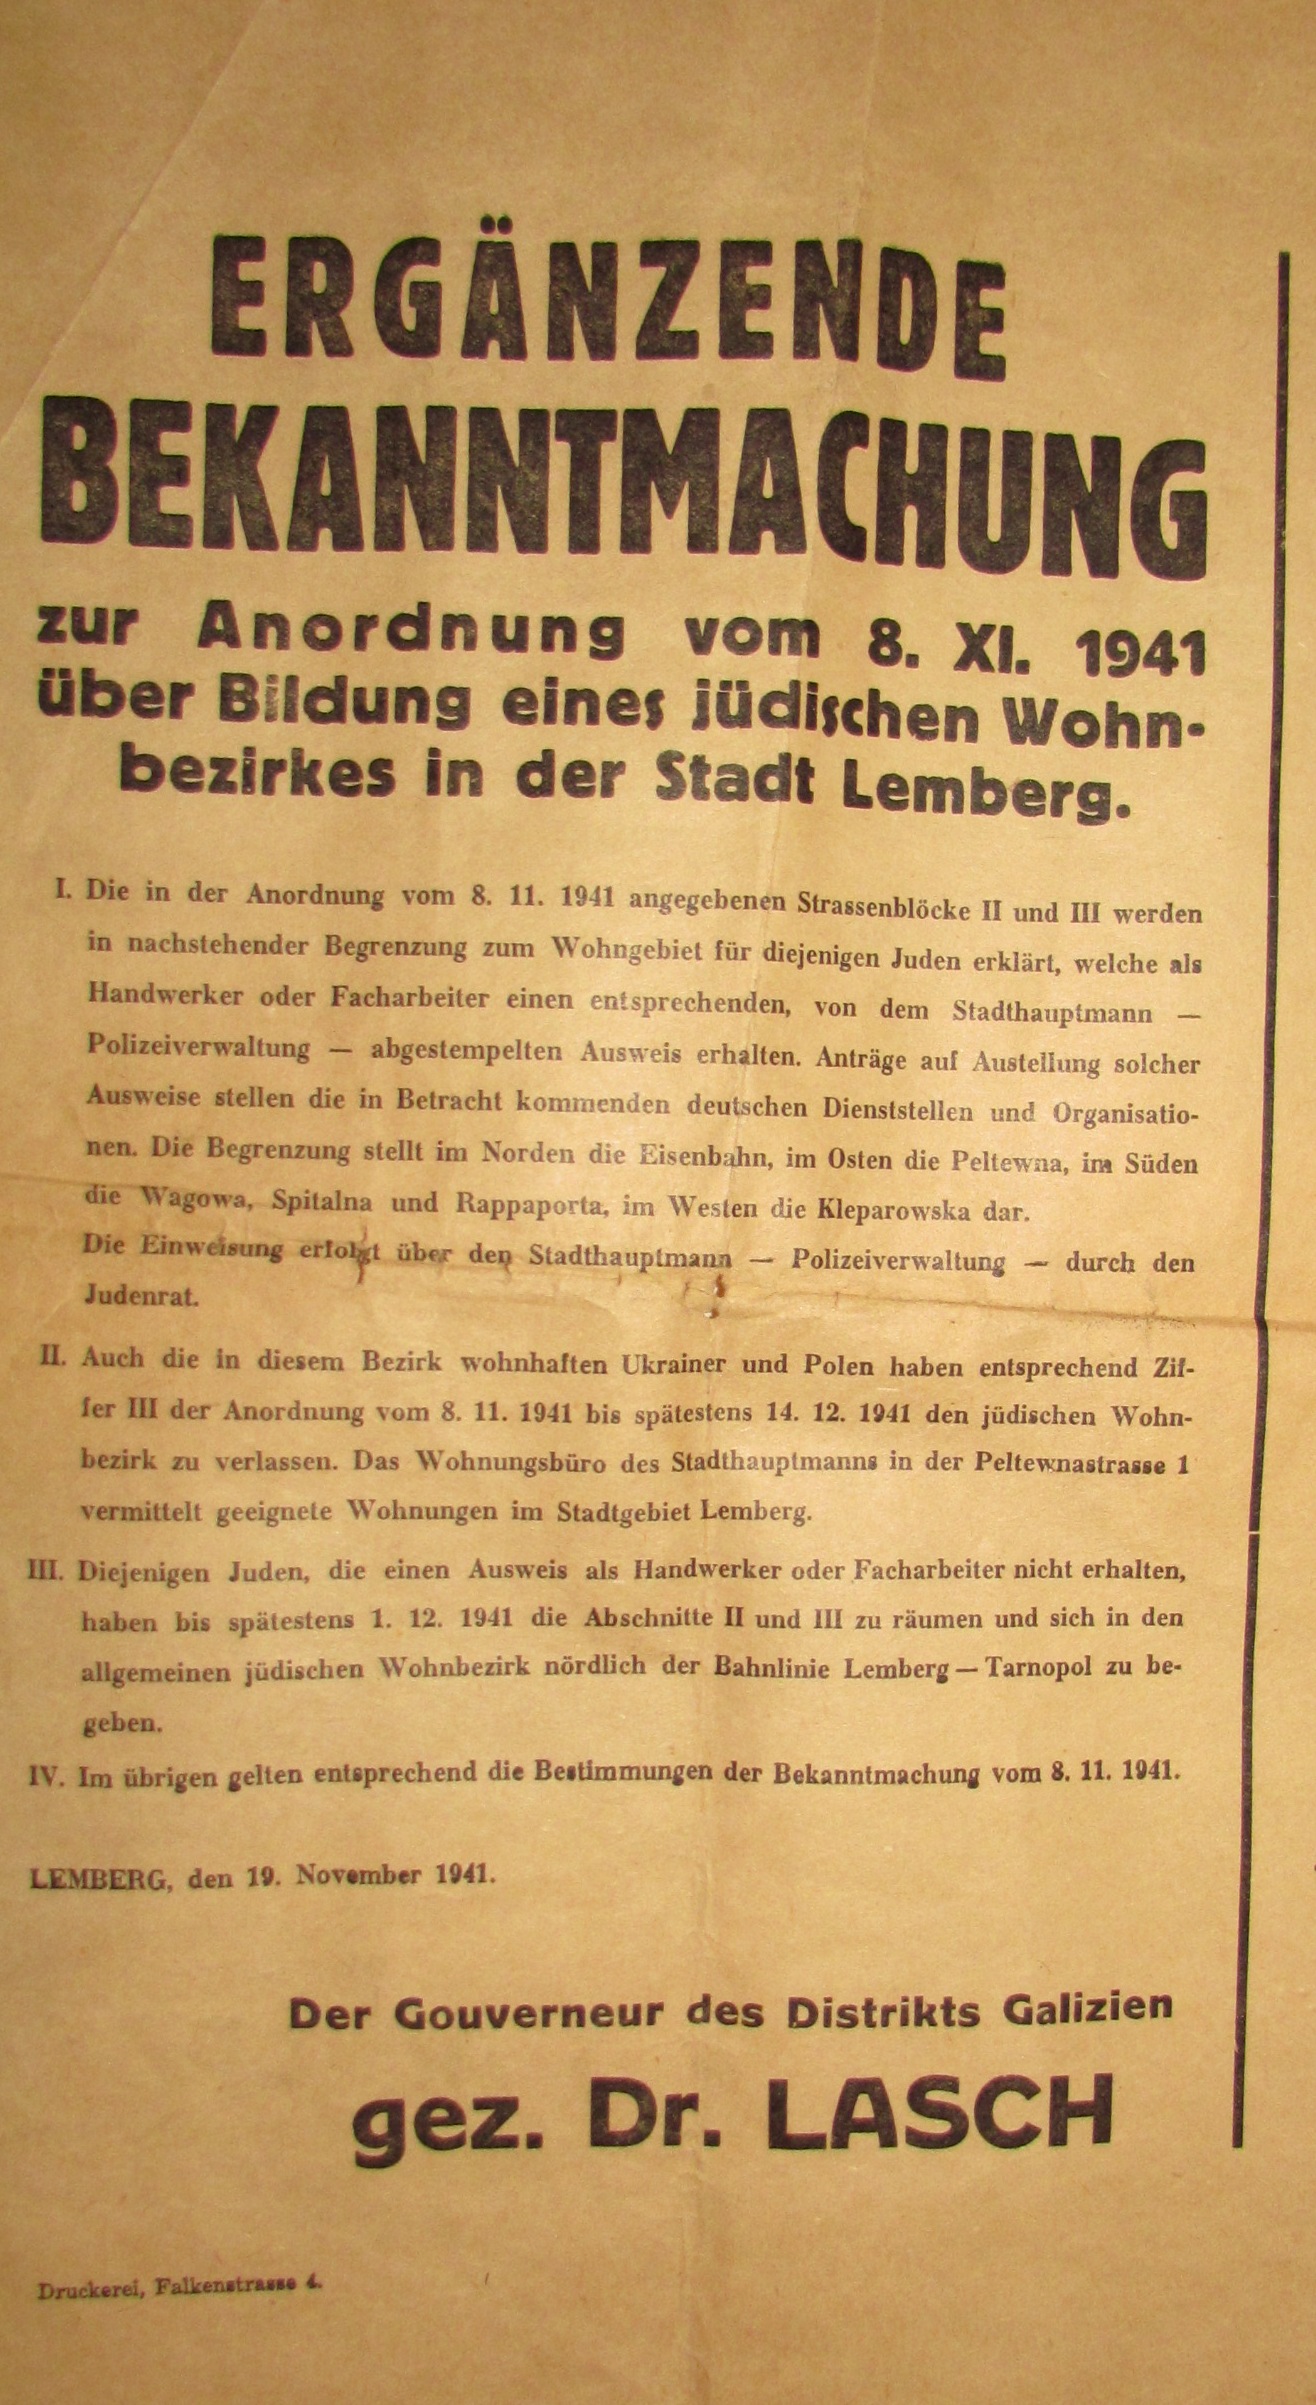 ERGÄNZENDE
BEKANNTMACHUNG
zur Anordnung vom 8. XI. 1941
über Bildung eines jüdischen Wohn-
bezirkes in der Stadt Lemberg.
I. Die in der Anordnung vom 8. 11. 1941 angegebenen Strassenblöcke II und III werden
in nachstehender Begrenzung zum Wohngebiet für diejenigen Juden erklärt, welche als
Handwerker oder Facharbeiter einen entsprechenden, von dem Stadthauptmann —
Polizeiverwaltung — abgestempelten Ausweis erhalten. Anträge auf Austellung solcher
Ausweise stellen die in Betracht kommenden deutschen Dienststellen und Organisatio-
nen. Die Begrenzung stellt im Norden die Eisenbahn, im Osten die Peltewna, im Süden
die Wagowa, Spitalna und Rappaporta, im Westen die Kleparowska dar.
Die Einweisung erfolgt über den Stadthauptmann — Polizeiverwaltung — durch den
Judenrat.
II. Auch die in diesem Bezirk wohnhaften Ukrainer und Polen haben entsprechend Zif-
fer III der Anordnung vom 8. 11. 1941 bis spätestens 14. 12. 1941 den jüdischen Wohn-
bezirk zu verlassen. Das Wohnungsbüro des Stadthauptmanns in der Peltewnastrasse 1
vermittelt geeignete Wohnungen im Stadtgebiet Lemberg.
III. Diejenigen Juden, die einen Ausweis als Handwerker oder Facharbeiter nicht erhalten,
haben bis spätestens 1. 12. 1941 die Abschnitte II und III zu räumen und sich in den
allgemeinen jüdischen Wohnbezirk nördlich der Bahnlinie Lemberg — Tarnopol zu be-
geben.
IV. Im übrigen gelten entsprechend die Bestimmungen der Bekanntmachung vom 8. 11. 1941.
LEMBERG, den 19. November 1941.
Der Gouverneur des Distrikts Galizien
gez. Dr. LASCH
Druckerei, Falkenstrasse 4.